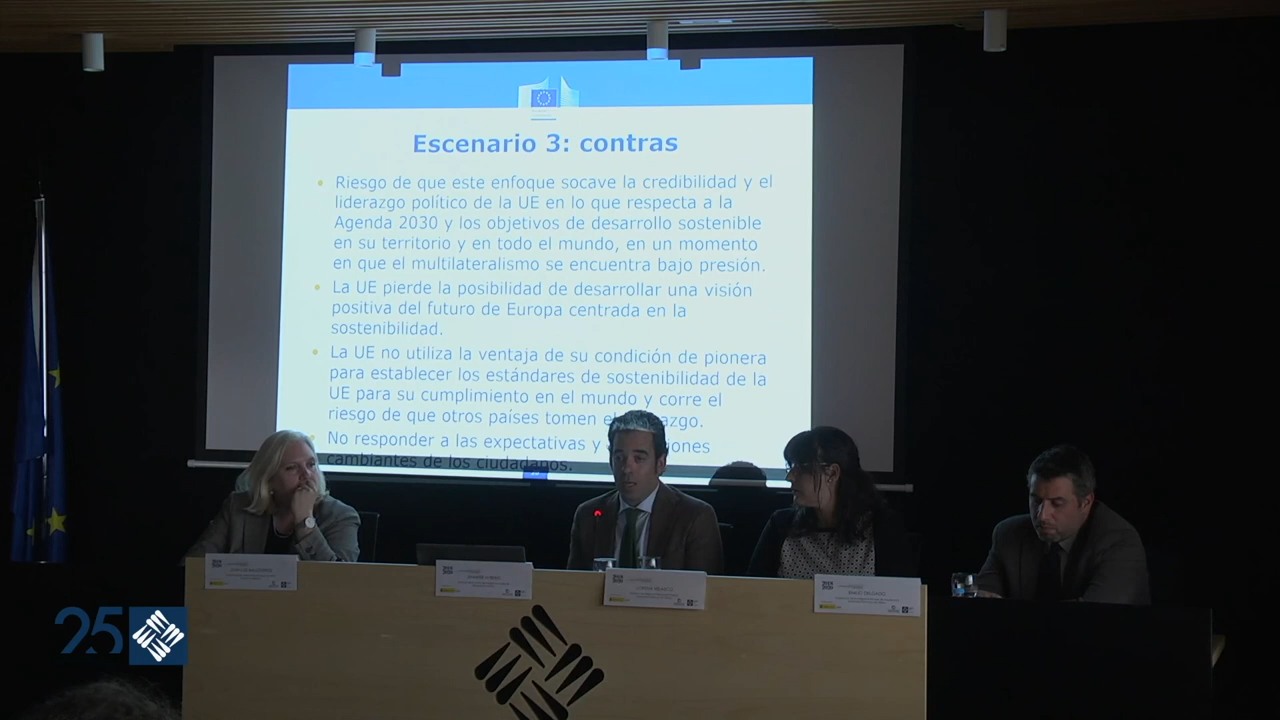 Escenario 3: contras
Riesgo de que este enfoque socave la credibilidad y el
liderazgo político de la UE en lo que respecta a la
Agenda 2030 y los objetivos de desarrollo sostenible
en su territorio y en todo el mundo, en un momento
en que el multilateralismo se encuentra bajo presión.
La UE pierde la posibilidad de desarrollar una visión
positiva del futuro de Europa centrada en la
sostenibilidad.
La UE no utiliza la ventaja de su condición de pionera
para establecer los estándares de sostenibilidad de la
UE para su cumplimiento en el mundo y corre el
riesgo de que otros países tomen el
No responder a las expectativas y
cambiantes de los ciudadanos.
25